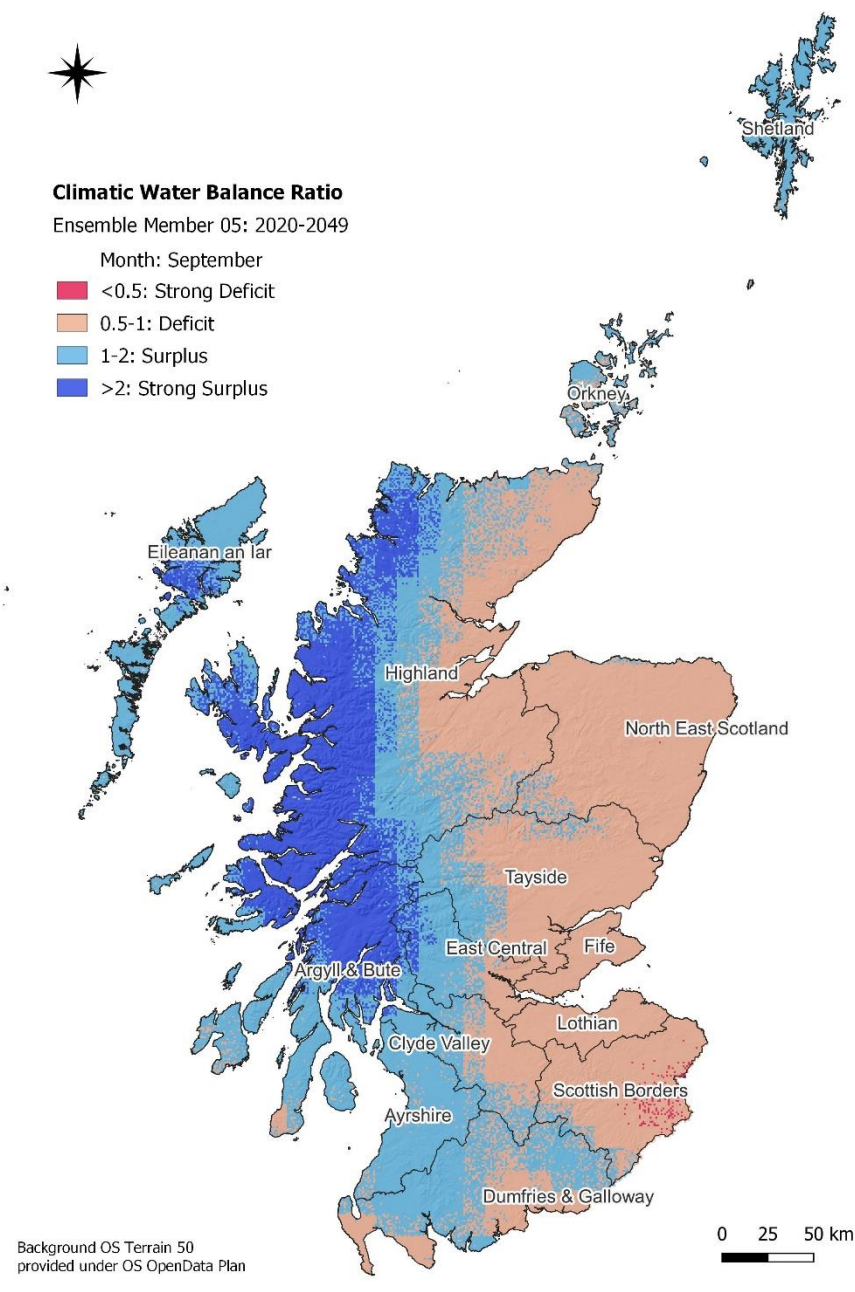 Shetland
Climatic Water Balance Ratio
Ensemble Member 05: 2020-2049
Month: September
<0.5: Strong Deficit
0.5-1: Deficit
1-2: Surplus
>2: Strong Surplus
Orkney
Eileanan an Iar
Highland
North East Scotland
Tayside
East Central
Fife
Argyll & Bute
Lothian
Clyde Valley
Scottish Borders
Ayrshire
Dumfries & Galloway
0 25 50 km
Background OS Terrain 50
provided under OS OpenData Plan